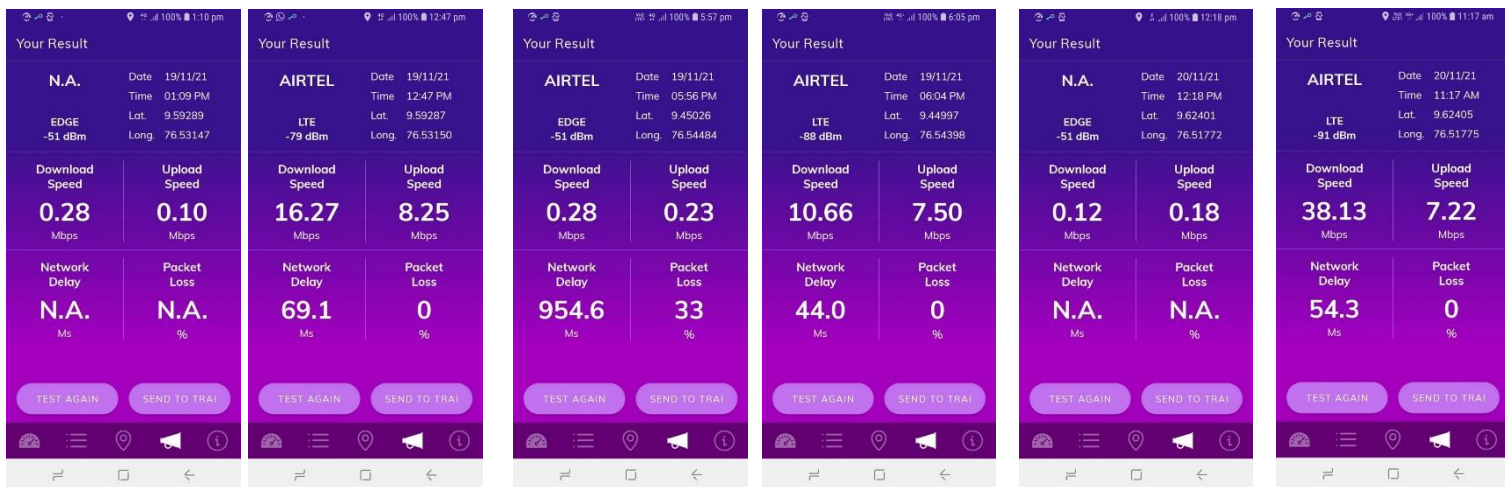 100% 1:10 pm
Your Result
N.A.
Date 19/11/21
Time 01:09 PM
EDGE
-51 dBm
Lat. 9.59289
Long. 76.53147
Download Speed
Upload Speed
0.28
0.10
Mbps
Mbps
Network Delay
Packet Loss
N.A.
N.A.
Ms
%
TEST AGAIN
SEND TO TRAI
100% 12:47 pm
Your Result
AIRTEL
Date 19/11/21
Time 12:47 PM
LTE
-79 dBm
Lat. 9.59287
Long. 76.53150
Download Speed
Upload Speed
16.27
8.25
Mbps
Mbps
Network Delay
Packet Loss
69.1
0
Ms
%
TEST AGAIN
SEND TO TRAI
100% 5:57 pm
Your Result
AIRTEL
Date 19/11/21
Time 05:56 PM
EDGE
-51 dBm
Lat. 9.45026
Long. 76.54484
Download Speed
Upload Speed
0.28
0.23
Mbps
Mbps
Network Delay
Packet Loss
954.6
33
Ms
%
TEST AGAIN
SEND TO TRAI
100% 6:05 pm
Your Result
AIRTEL
Date 19/11/21
Time 06:04 PM
LTE
-88 dBm
Lat. 9.44997
Long. 76.54398
Download Speed
Upload Speed
10.66
7.50
Mbps
Mbps
Network Delay
Packet Loss
44.0
0
Ms
%
TEST AGAIN
SEND TO TRAI
100% 12:18 pm
Your Result
N.A.
Date 20/11/21
Time 12:18 PM
EDGE
-51 dBm
Lat. 9.62401
Long. 76.51772
Download Speed
Upload Speed
0.12
0.18
Mbps
Mbps
Network Delay
Packet Loss
N.A.
N.A.
Ms
%
TEST AGAIN
SEND TO TRAI
100% 11:17 am
Your Result
AIRTEL
Date 20/11/21
Time 11:17 AM
LTE
-91 dBm
Lat. 9.62405
Long. 76.51775
Download Speed
Upload Speed
38.13
7.22
Mbps
Mbps
Network Delay
Packet Loss
54.3
0
Ms
%
TEST AGAIN
SEND TO TRAI